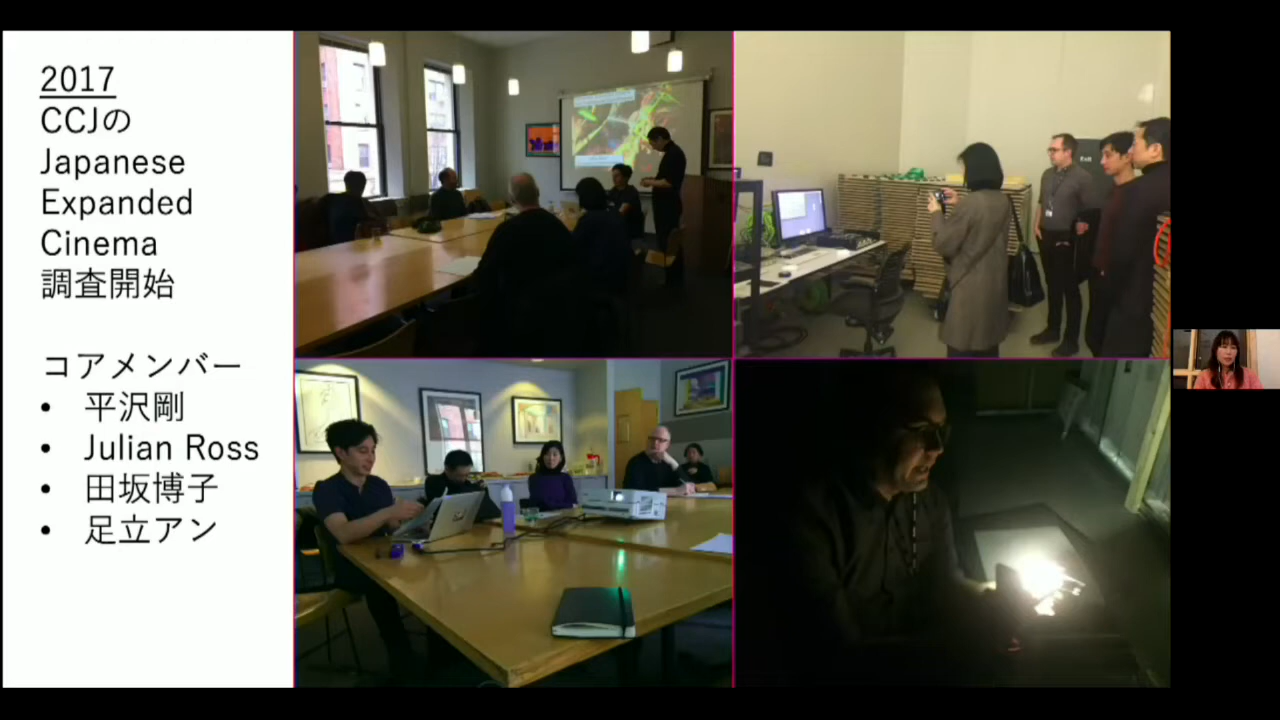 2017
CCJの
Japanese
Expanded
Cinema
調査開始
コアメンバー
• 平沢剛
• Julian Ross
• 田坂博子
• 足立アン